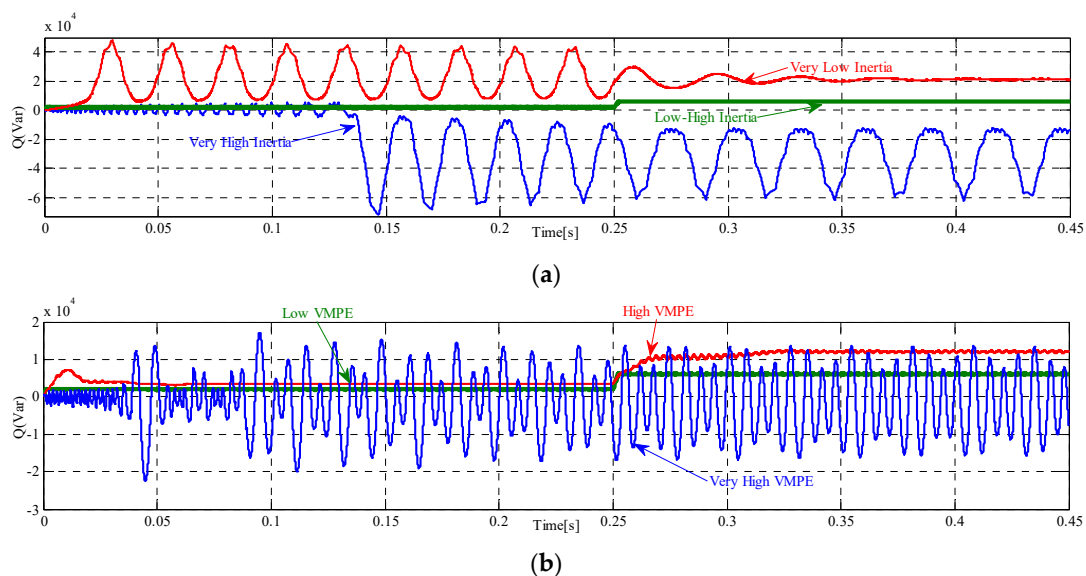 x 10^4
4
2
0
-2
-4
-6
Q(Var)
Very Low Inertia
Low-High Inertia
Very High Inertia
0 0.05 0.1 0.15 0.2 0.25 0.3 0.35 0.4 0.45
Time[s]
(a)
x 10^4
2
1
0
-1
-2
-3
Q(Var)
Low VMPE
High VMPE
Very High VMPE
0 0.05 0.1 0.15 0.2 0.25 0.3 0.35 0.4 0.45
Time[s]
(b)